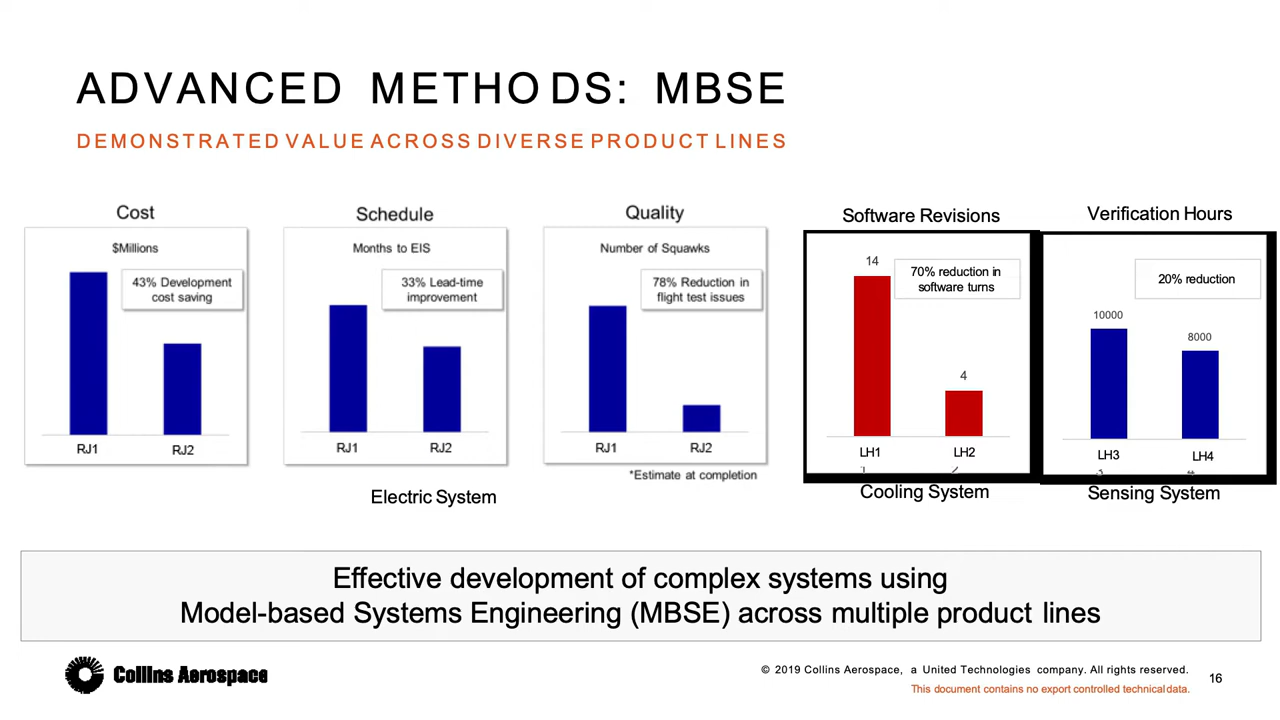 ADVANCED METHODS: MBSE
DEMONSTRATED VALUE ACROSS DIVERSE PRODUCT LINES
Cost
$Millions
43% Development
cost saving
RJ1
RJ2
Schedule
Months to EIS
33% Lead-time
improvement
RJ1
RJ2
Quality
Number of Squawks
78% Reduction in
flight test issues
RJ1
RJ2
*Estimate at completion
Electric System
Software Revisions
14
70% reduction in
software turns
4
LH1
LH2
Cooling System
Verification Hours
20% reduction
10000
8000
LH3
LH4
Sensing System
Effective development of complex systems using
Model-based Systems Engineering (MBSE) across multiple product lines
Collins Aerospace
© 2019 Collins Aerospace, a United Technologies company. All rights reserved.
This document contains no export controlled technical data.
16